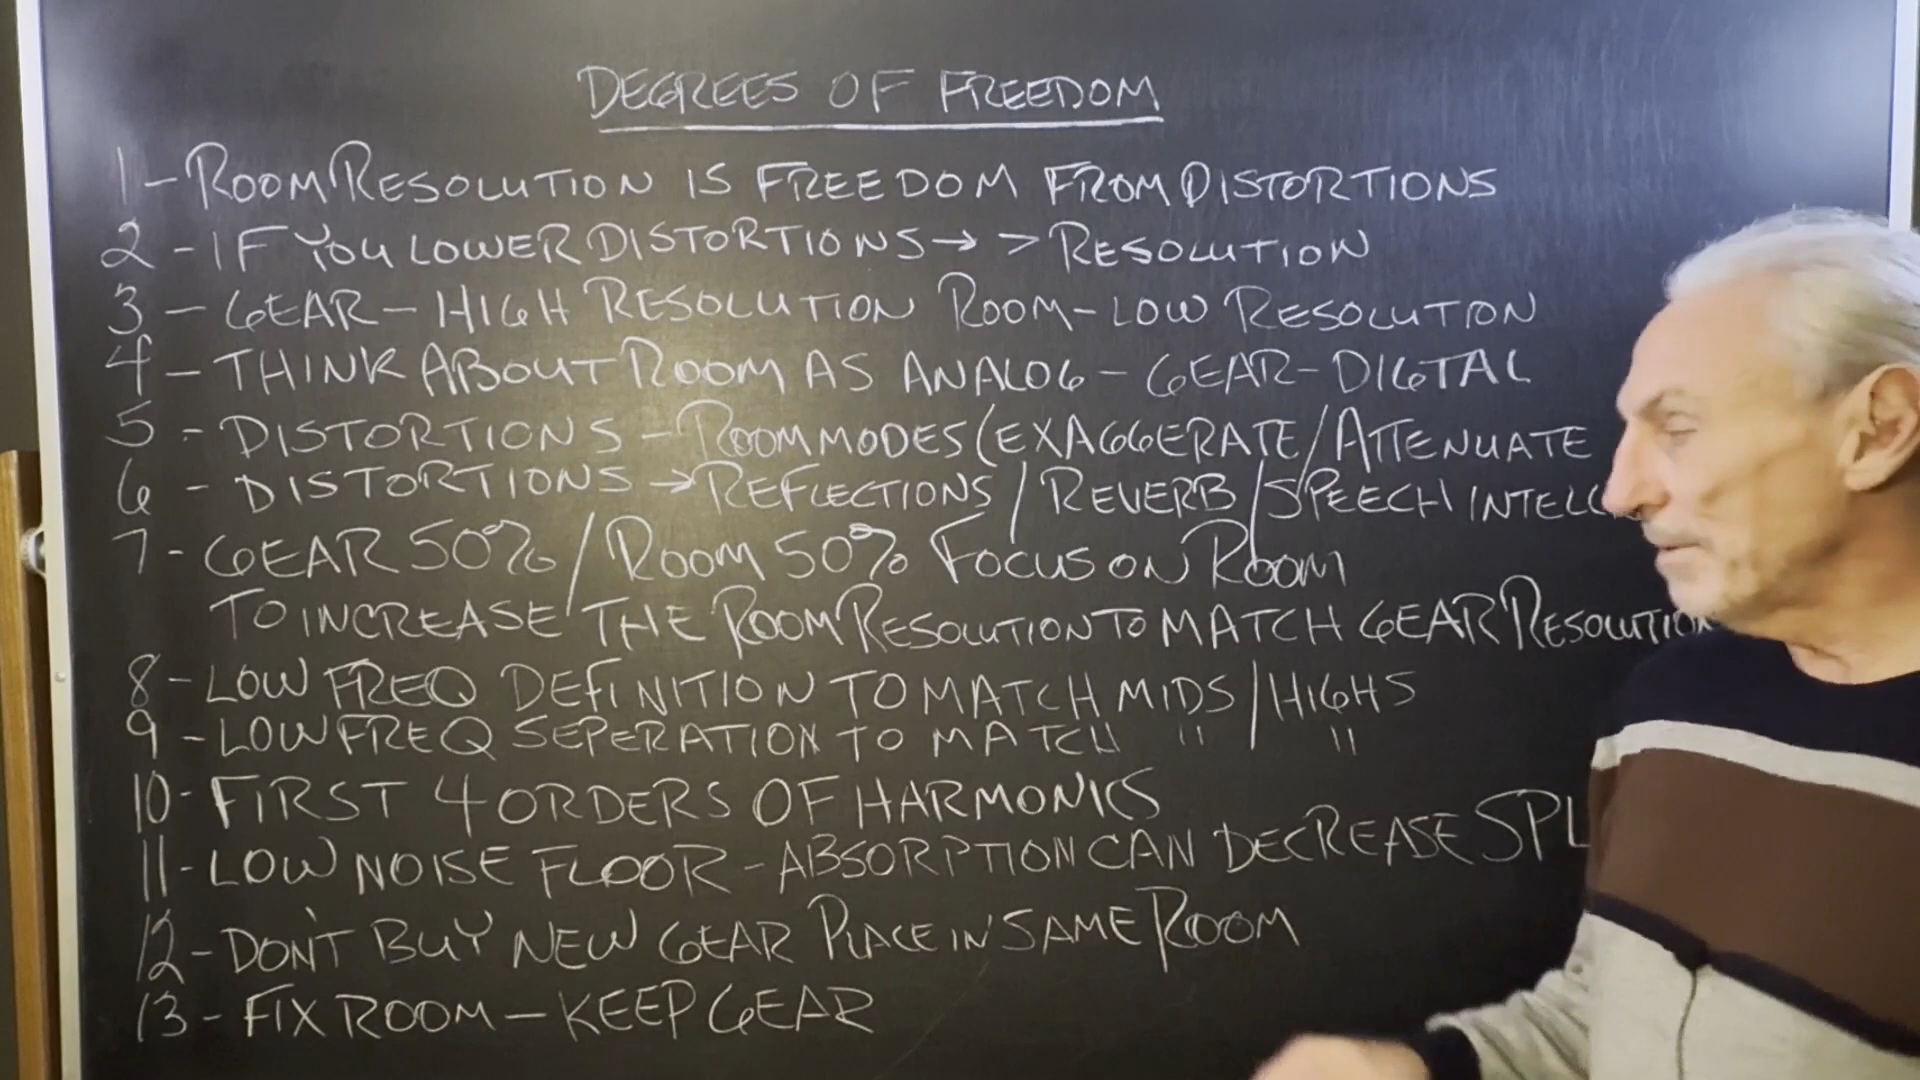 DEGREES OF FREEDOM
1 - ROOM RESOLUTION IS FREEDOM FROM DISTORTIONS
2 - IF YOU LOWER DISTORTIONS → > RESOLUTION
3 - GEAR - HIGH RESOLUTION ROOM - LOW RESOLUTION
4 - THINK ABOUT ROOM AS ANALOG - GEAR - DIGTAL
5 - DISTORTIONS - ROOM MODES (EXAGGERATE / ATTENUATE
6 - DISTORTIONS → REFLECTIONS / REVERB / SPEECH
7 - GEAR 50% / ROOM 50% FOCUS ON ROOM
TO INCREASE THE ROOM RESOLUTION TO MATCH GEAR RESOLUTION
8 - LOW FREQ DEFINITION TO MATCH MIDS / HIGHS
9 - LOW FREQ SEPERATION TO MATCH " / "
10 - FIRST 4 ORDERS OF HARMONICS
11 - LOW NOISE FLOOR - ABSORPTION CAN DECREASE SPL
12 - DON'T BUY NEW GEAR PLACE IN SAME ROOM
13 - FIX ROOM - KEEP GEAR